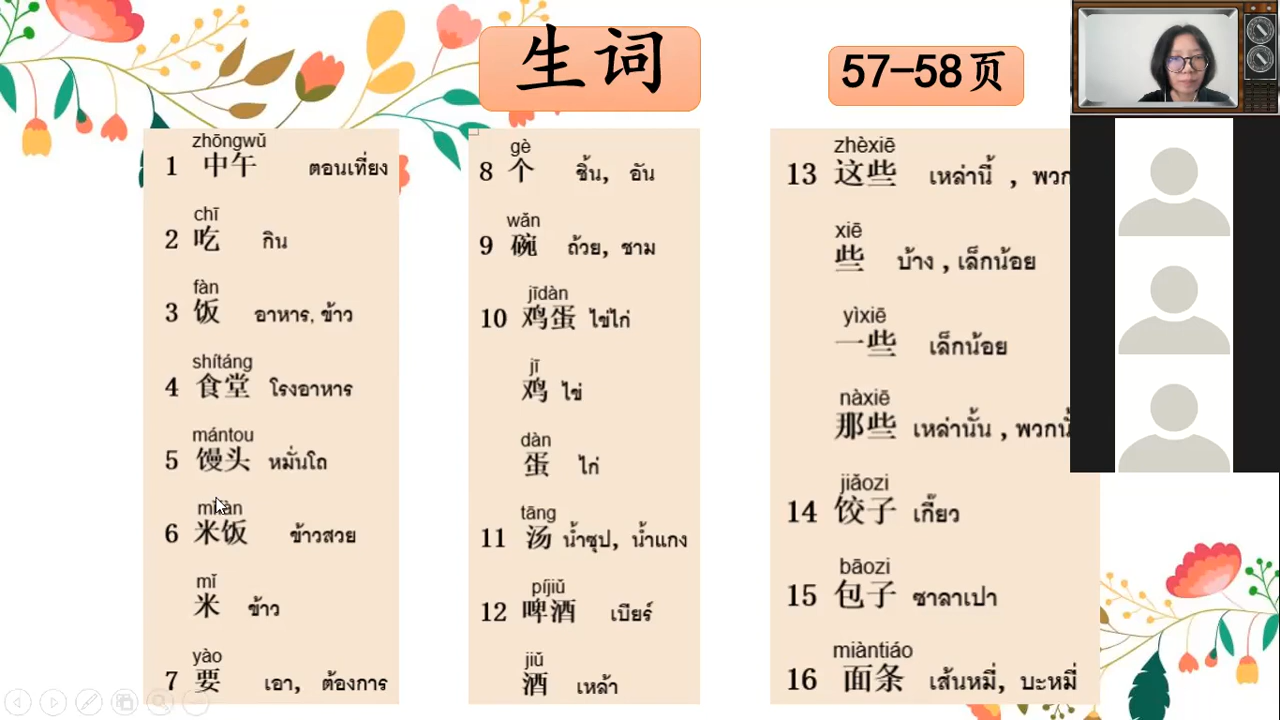 生词
57–58页
zhōngwǔ
1 中午 ตอนเที่ยง
chī
2 吃 กิน
fàn
3 饭 อาหาร, ข้าว
shítáng
4 食堂 โรงอาหาร
mántou
5 馒头 หมั่นโถ
6 米饭 ข้าวสวย
mǐ
米 ข้าว
yào
7 要 เอา, ต้องการ
gè
8 个 ชิ้น, อัน
wǎn
9 碗 ถ้วย, ชาม
jīdàn
10 鸡蛋 ไข่ไก่
jī
鸡 ไข่
dàn
蛋 ไก่
tāng
11 汤 น้ำซุป, น้ำแกง
píjiǔ
12 啤酒 เบียร์
jiǔ
酒 เหล้า
zhèxiē
13 这些 เหล่านี้ , พวก
xiē
些 บ้าง , เล็กน้อย
yìxiē
一些 เล็กน้อย
nàxiē
那些 เหล่านั้น , พวกนั้
jiǎozi
14 饺子 เกี๊ยว
bāozi
15 包子 ซาลาเปา
miàntiáo
16 面条 เส้นหมี่, บะหมี่